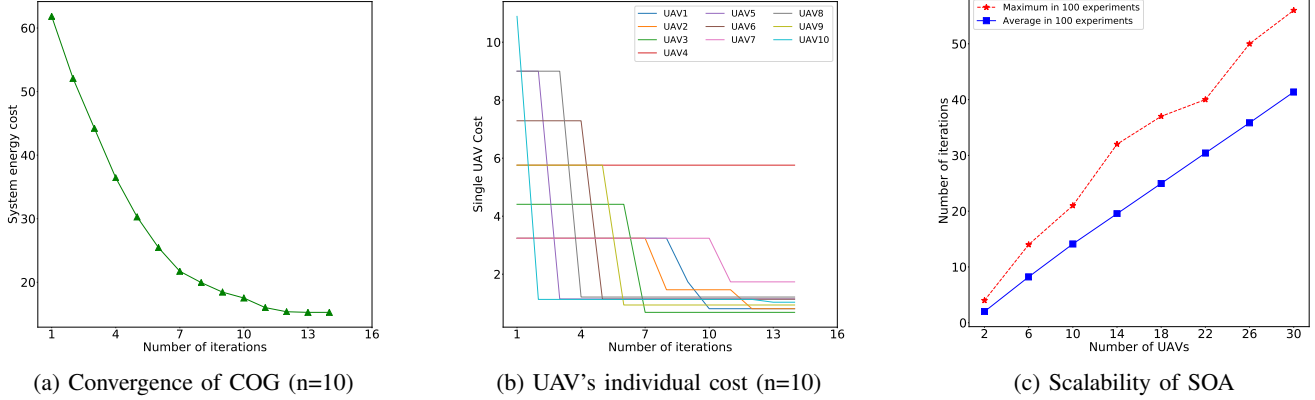 60
50
40
30
20
System energy cost
1 4 7 10 13 16
Number of iterations
(a) Convergence of COG (n=10)
10
8
6
4
2
Single UAV Cost
UAV1 UAV5 UAV8
UAV2 UAV6 UAV9
UAV3 UAV7 UAV10
UAV4
1 4 7 10 13 16
Number of iterations
(b) UAV's individual cost (n=10)
Maximum in 100 experiments
Average in 100 experiments
50
40
30
20
10
0
Number of iterations
2 6 10 14 18 22 26 30
Number of UAVs
(c) Scalability of SOA